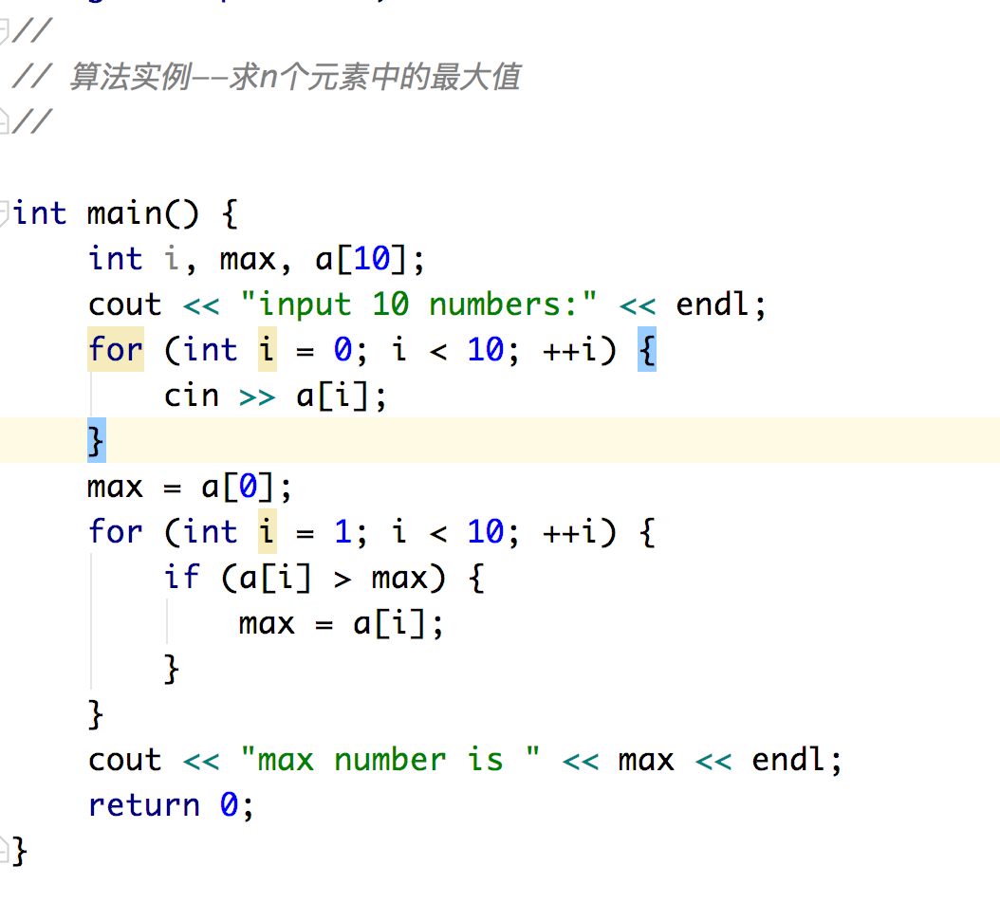 //
// 算法实例——求n个元素中的最大值
//
int main() {
    int i, max, a[10];
    cout << "input 10 numbers:" << endl;
    for (int i = 0; i < 10; ++i) {
        cin >> a[i];
    }
    max = a[0];
    for (int i = 1; i < 10; ++i) {
        if (a[i] > max) {
            max = a[i];
        }
    }
    cout << "max number is " << max << endl;
    return 0;
}